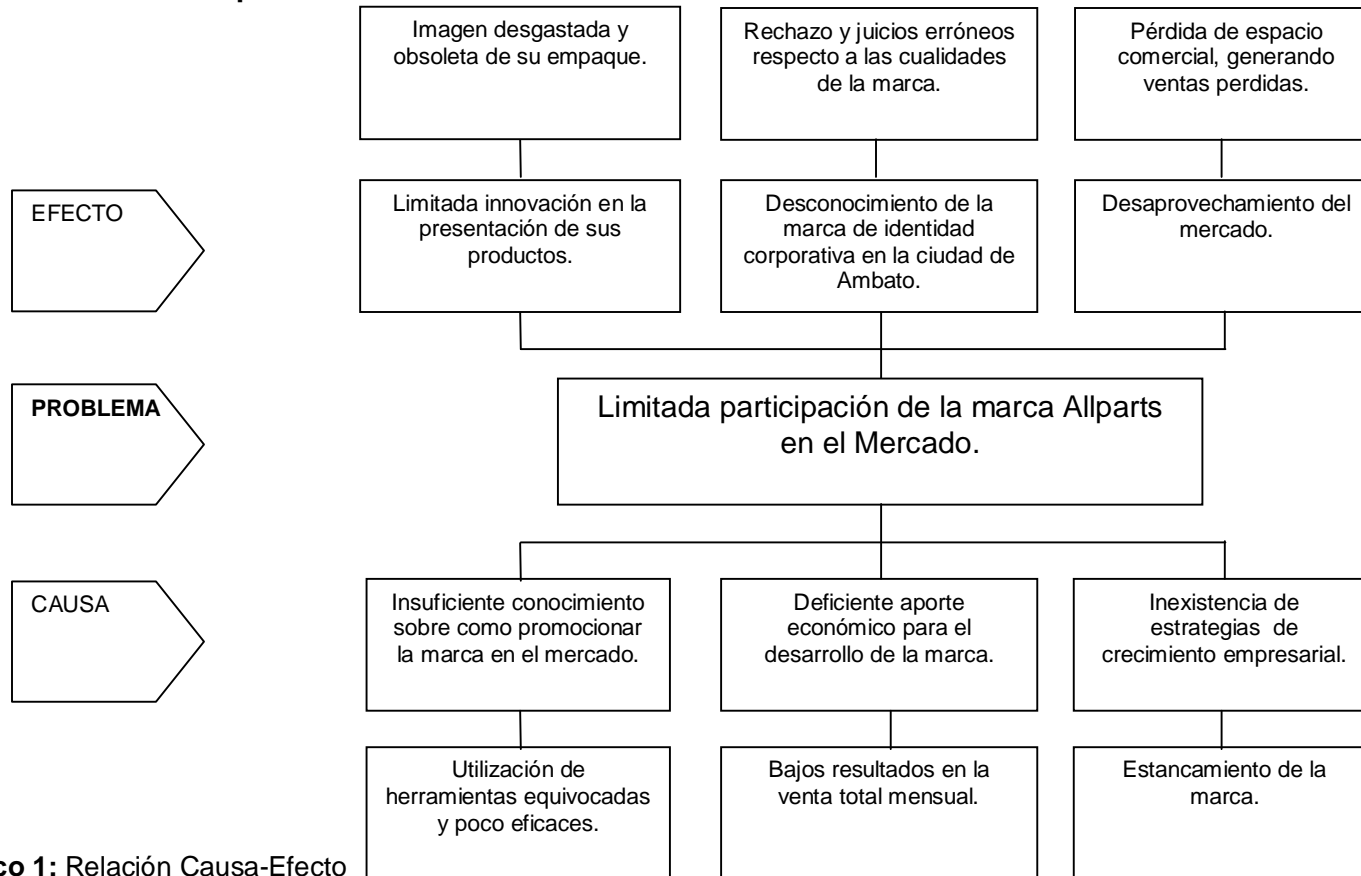 Imagen desgastada y
obsoleta de su empaque.
Rechazo y juicios erróneos
respecto a las cualidades
de la marca.
Pérdida de espacio
comercial, generando
ventas perdidas.
EFECTO
Limitada innovación en la
presentación de sus
productos.
Desconocimiento de la
marca de identidad
corporativa en la ciudad de
Ambato.
Desaprovechamiento del
mercado.
PROBLEMA
Limitada participación de la marca Allparts
en el Mercado.
CAUSA
Insuficiente conocimiento
sobre como promocionar
la marca en el mercado.
Deficiente aporte
económico para el
desarrollo de la marca.
Inexistencia de
estrategias de
crecimiento empresarial.
Utilización de
herramientas equivocadas
y poco eficaces.
Bajos resultados en la
venta total mensual.
Estancamiento de la
marca.
co 1: Relación Causa-Efecto